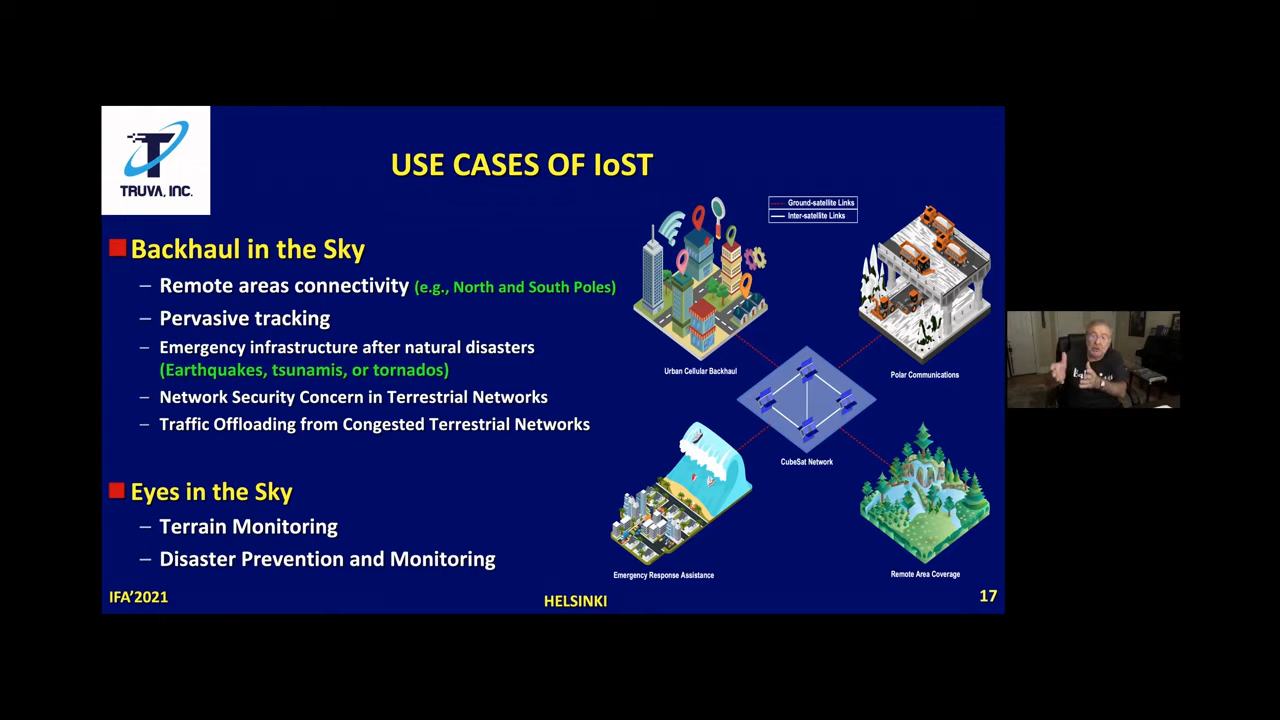 TRUVA, INC.
USE CASES OF IoST
Backhaul in the Sky
– Remote areas connectivity (e.g., North and South Poles)
– Pervasive tracking
– Emergency infrastructure after natural disasters
(Earthquakes, tsunamis, or tornados)
– Network Security Concern in Terrestrial Networks
– Traffic Offloading from Congested Terrestrial Networks
Eyes in the Sky
– Terrain Monitoring
– Disaster Prevention and Monitoring
Ground-satellite Links
Inter-satellite Links
Urban Cellular Backhaul
Polar Communications
CubeSat Network
Emergency Response Assistance
Remote Area Coverage
IFA’2021
HELSINKI
17